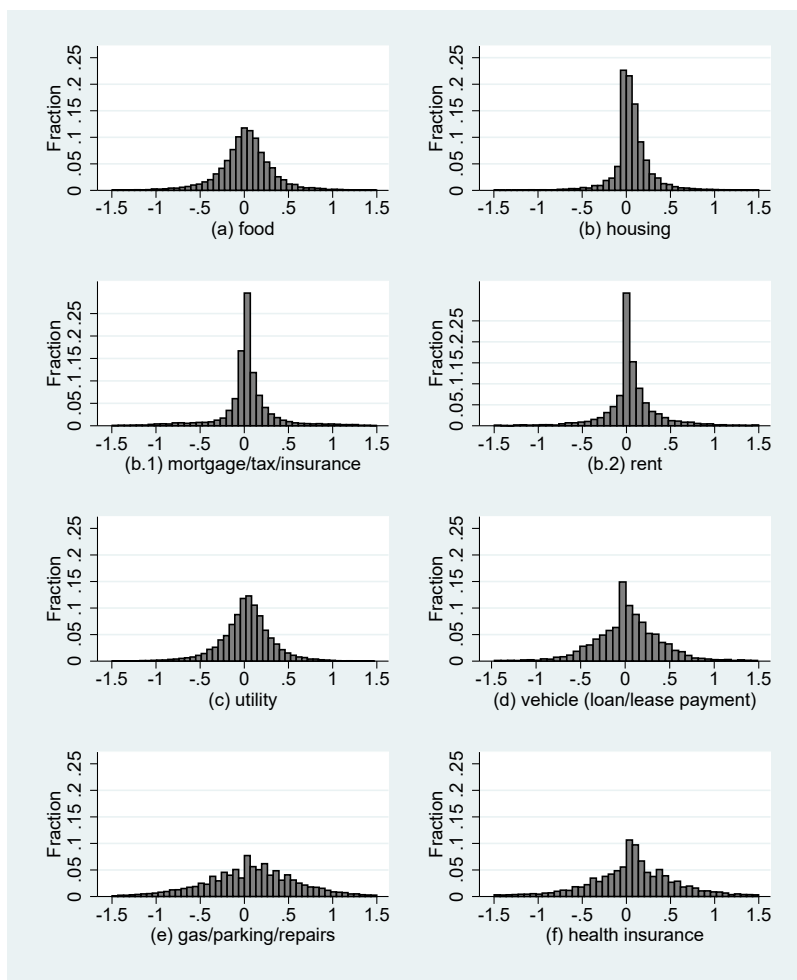 Fraction
0 .05 .1 .15 .2 .25
-1.5 -1 -.5 0 .5 1 1.5
(a) food
Fraction
0 .05 .1 .15 .2 .25
-1.5 -1 -.5 0 .5 1 1.5
(b) housing
Fraction
0 .05 .1 .15 .2 .25
-1.5 -1 -.5 0 .5 1 1.5
(b.1) mortgage/tax/insurance
Fraction
0 .05 .1 .15 .2 .25
-1.5 -1 -.5 0 .5 1 1.5
(b.2) rent
Fraction
0 .05 .1 .15 .2 .25
-1.5 -1 -.5 0 .5 1 1.5
(c) utility
Fraction
0 .05 .1 .15 .2 .25
-1.5 -1 -.5 0 .5 1 1.5
(d) vehicle (loan/lease payment)
Fraction
0 .05 .1 .15 .2 .25
-1.5 -1 -.5 0 .5 1 1.5
(e) gas/parking/repairs
Fraction
0 .05 .1 .15 .2 .25
-1.5 -1 -.5 0 .5 1 1.5
(f) health insurance